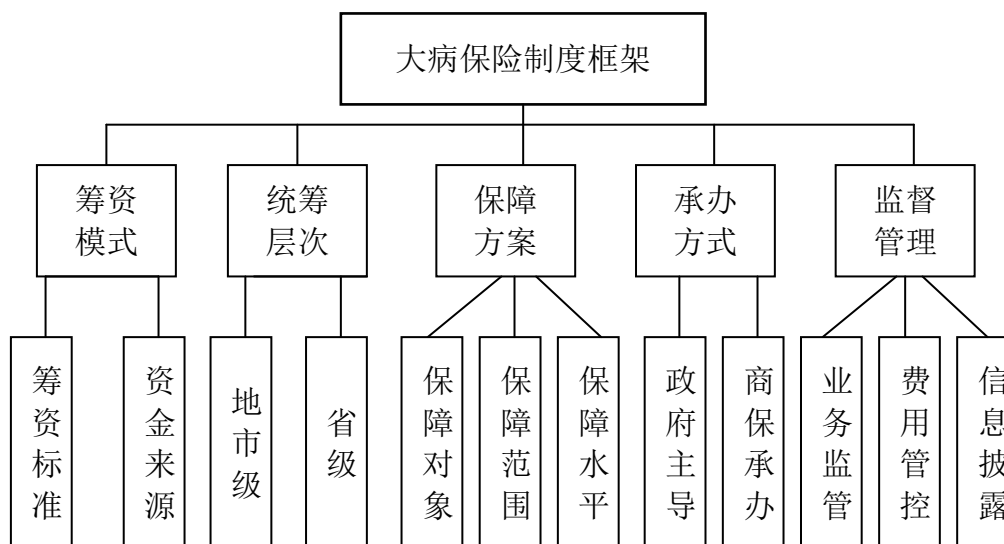 大病保险制度框架
筹资
模式
统筹
层次
保障
方案
承办
方式
监督
管理
筹资标准
资金来源
地市级
省级
保障对象
保障范围
保障水平
政府主导
商保承办
业务监管
费用管控
信息披露